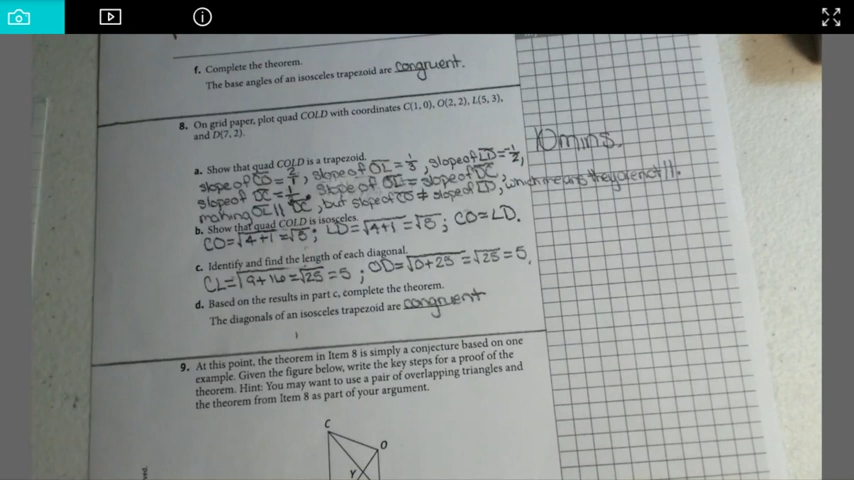 f. Complete the theorem.
The base angles of an isosceles trapezoid are congruent.
8. On grid paper, plot quad COLD with coordinates C(1, 0), O(2, 2), L(5, 3),
and D(7, 2).
10 mins.
a. Show that quad COLD is a trapezoid.
slope of CO = 2/1, slope of OL = 1/3, slope of LD = -1/2,
slope of DC = 1/3. slope of OL = slope of DC,
making OL || DC, but slope of CO ≠ slope of LD, which means they are not ||.
b. Show that quad COLD is isosceles.
CO = √4+1 = √5; LD = √4+1 = √5; CO = LD.
c. Identify and find the length of each diagonal.
CL = √9+16 = √25 = 5; OD = √0+25 = √25 = 5.
d. Based on the results in part c, complete the theorem.
The diagonals of an isosceles trapezoid are congruent
9. At this point, the theorem in Item 8 is simply a conjecture based on one
example. Given the figure below, write the key steps for a proof of the
theorem. Hint: You may want to use a pair of overlapping triangles and
the theorem from Item 8 as part of your argument.
C
O
Y
ved.